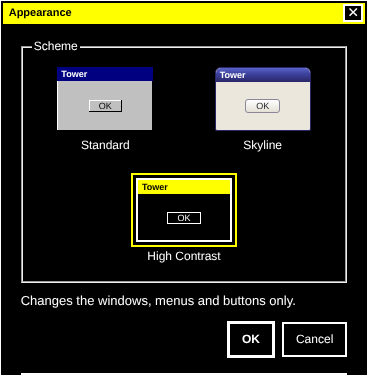 Appearance
Scheme
Tower
OK
Standard
Tower
OK
Skyline
Tower
OK
High Contrast
Changes the windows, menus and buttons only.
OK
Cancel